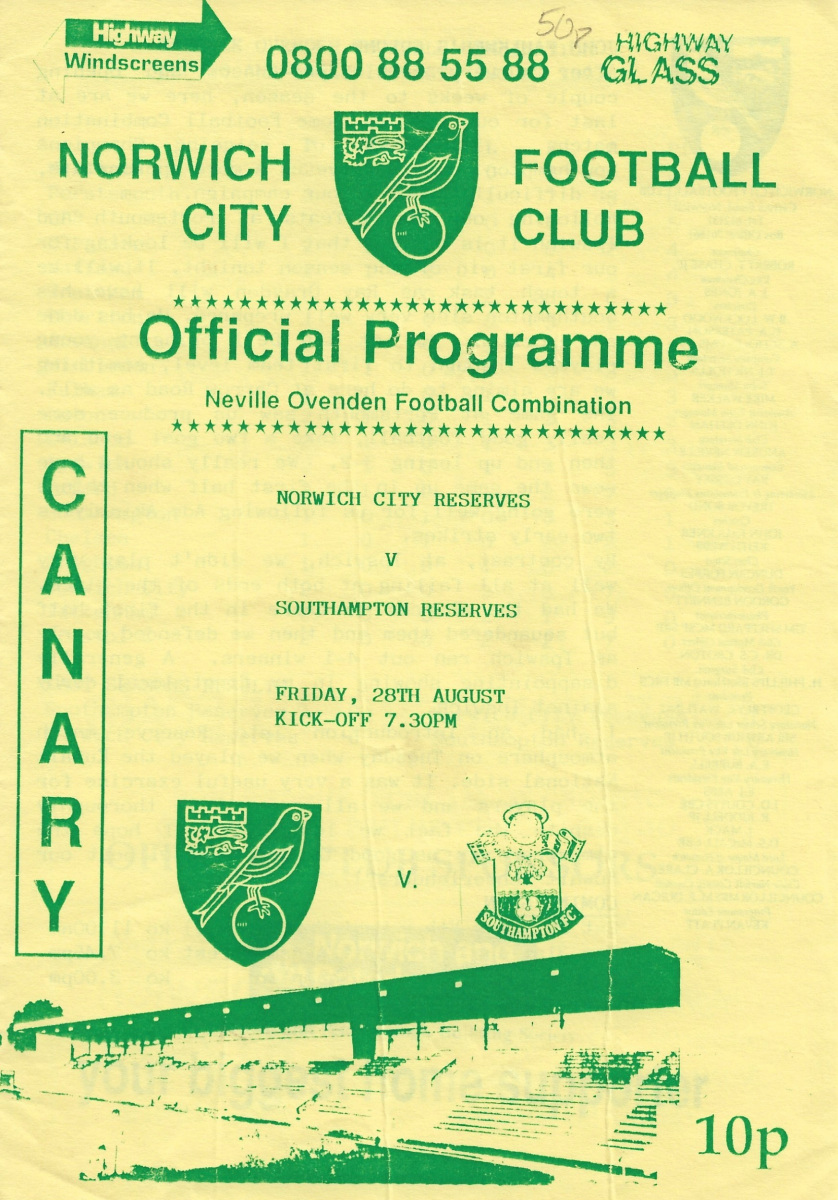 Highway
Windscreens
0800 88 55 88
50p
HIGHWAY
GLASS
NORWICH CITY
FOOTBALL CLUB
Official Programme
Neville Ovenden Football Combination
CANARY
NORWICH CITY RESERVES
V
SOUTHAMPTON RESERVES
FRIDAY, 28TH AUGUST
KICK-OFF 7.30PM
V.
SOUTHAMPTON FC
10p